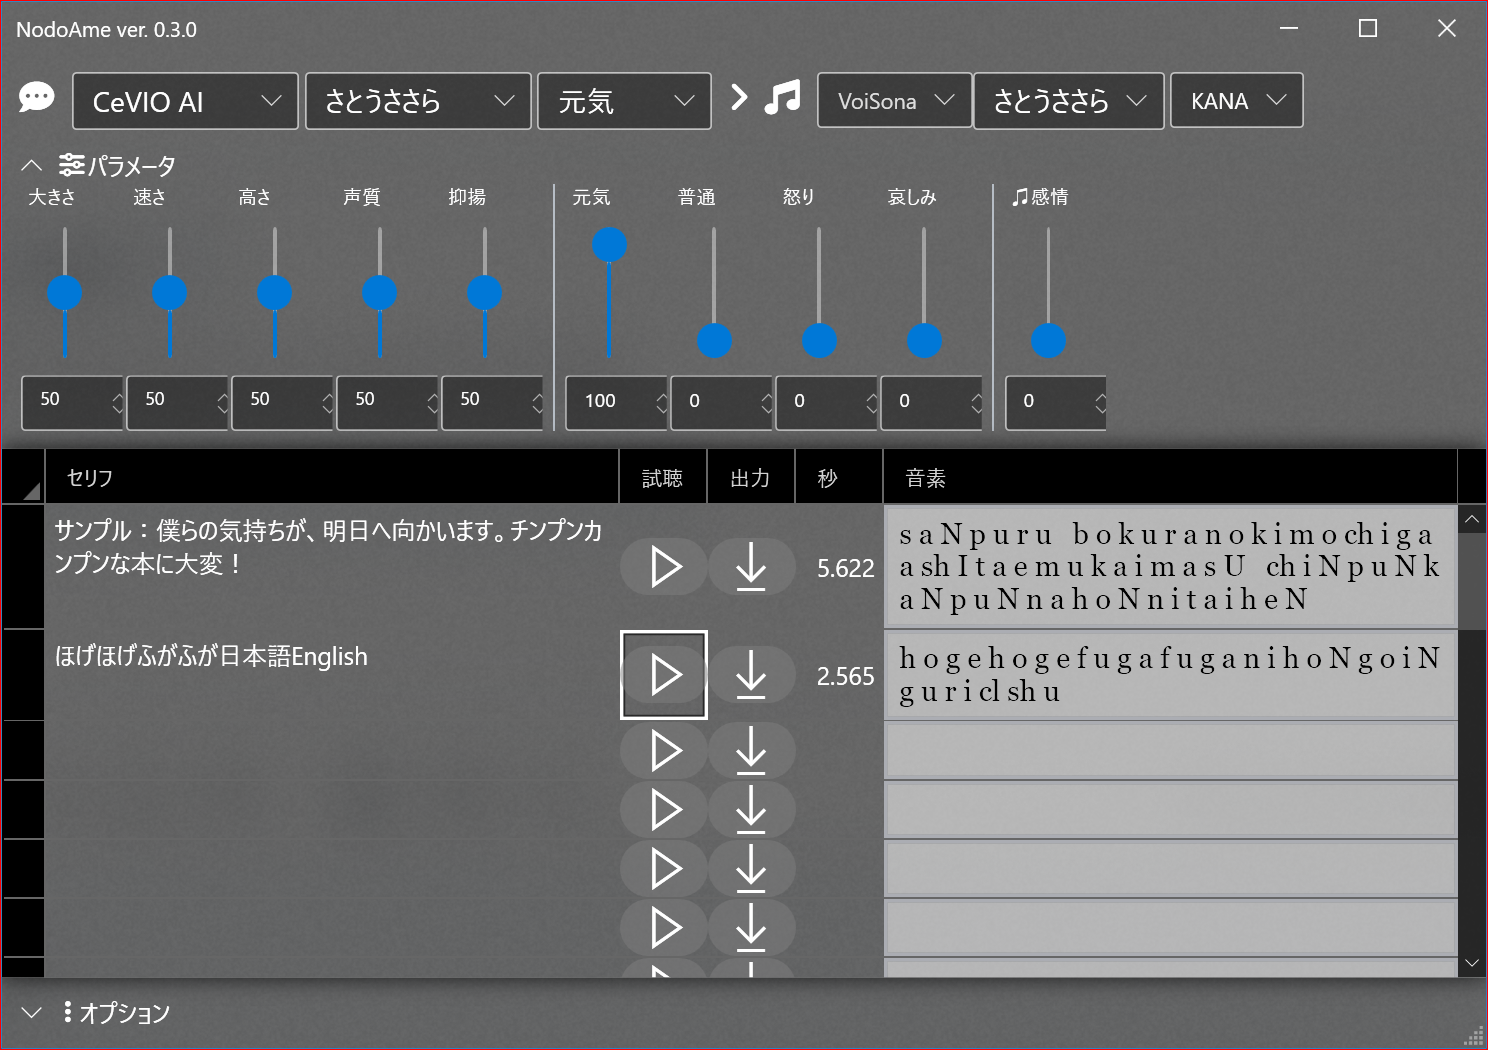 NodoAme ver. 0.3.0
CeVIO AI さとうささら 元気 VoiSona さとうささら KANA
パラメータ
大きさ 速さ 高さ 声質 抑揚 元気 普通 怒り 哀しみ ♫感情
50 50 50 50 50 100 0 0 0 0
セリフ 試聴 出力 秒 音素
サンプル：僕らの気持ちが、明日へ向かいます。チンプンカ
ンプンな本に大変！
5.622
s a N p u r u b o k u r a n o k i m o ch i g a
a sh I t a e m u k a i m a s U ch i N p u N k
a N p u N n a h o N n i t a i h e N
ほげほげふがふが日本語English
2.565
h o g e h o g e f u g a f u g a n i h o N g o i N
g u r i cl sh u
オプション